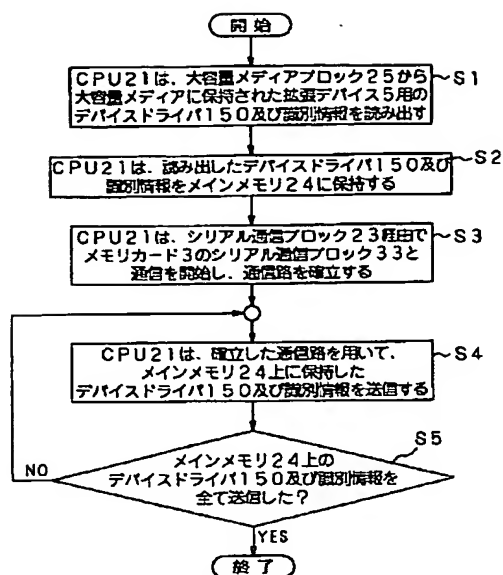 開始
CPU21は、大容量メディアブロック25から
大容量メディアに保持された拡張デバイス5用の
デバイスドライバ150及び識別情報を読み出す
S1
CPU21は、読み出したデバイスドライバ150及び
識別情報をメインメモリ24に保持する
S2
CPU21は、シリアル通信ブロック23経由で
メモリカード3のシリアル通信ブロック33と
通信を開始し、通信路を確立する
S3
CPU21は、確立した通信路を用いて、
メインメモリ24上に保持した
デバイスドライバ150及び識別情報を送信する
S4
メインメモリ24上の
デバイスドライバ150及び識別情報を
全て送信した?
S5
NO
YES
終了